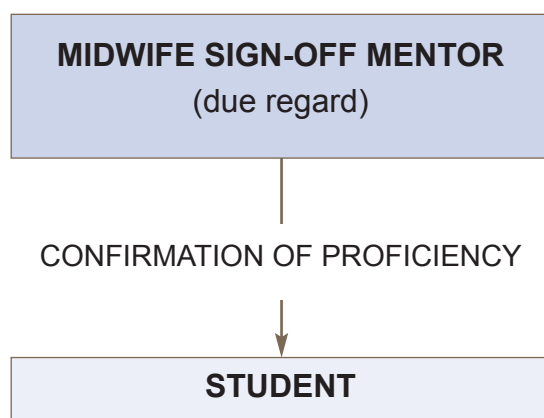 MIDWIFE SIGN-OFF MENTOR
(due regard)
CONFIRMATION OF PROFICIENCY
STUDENT